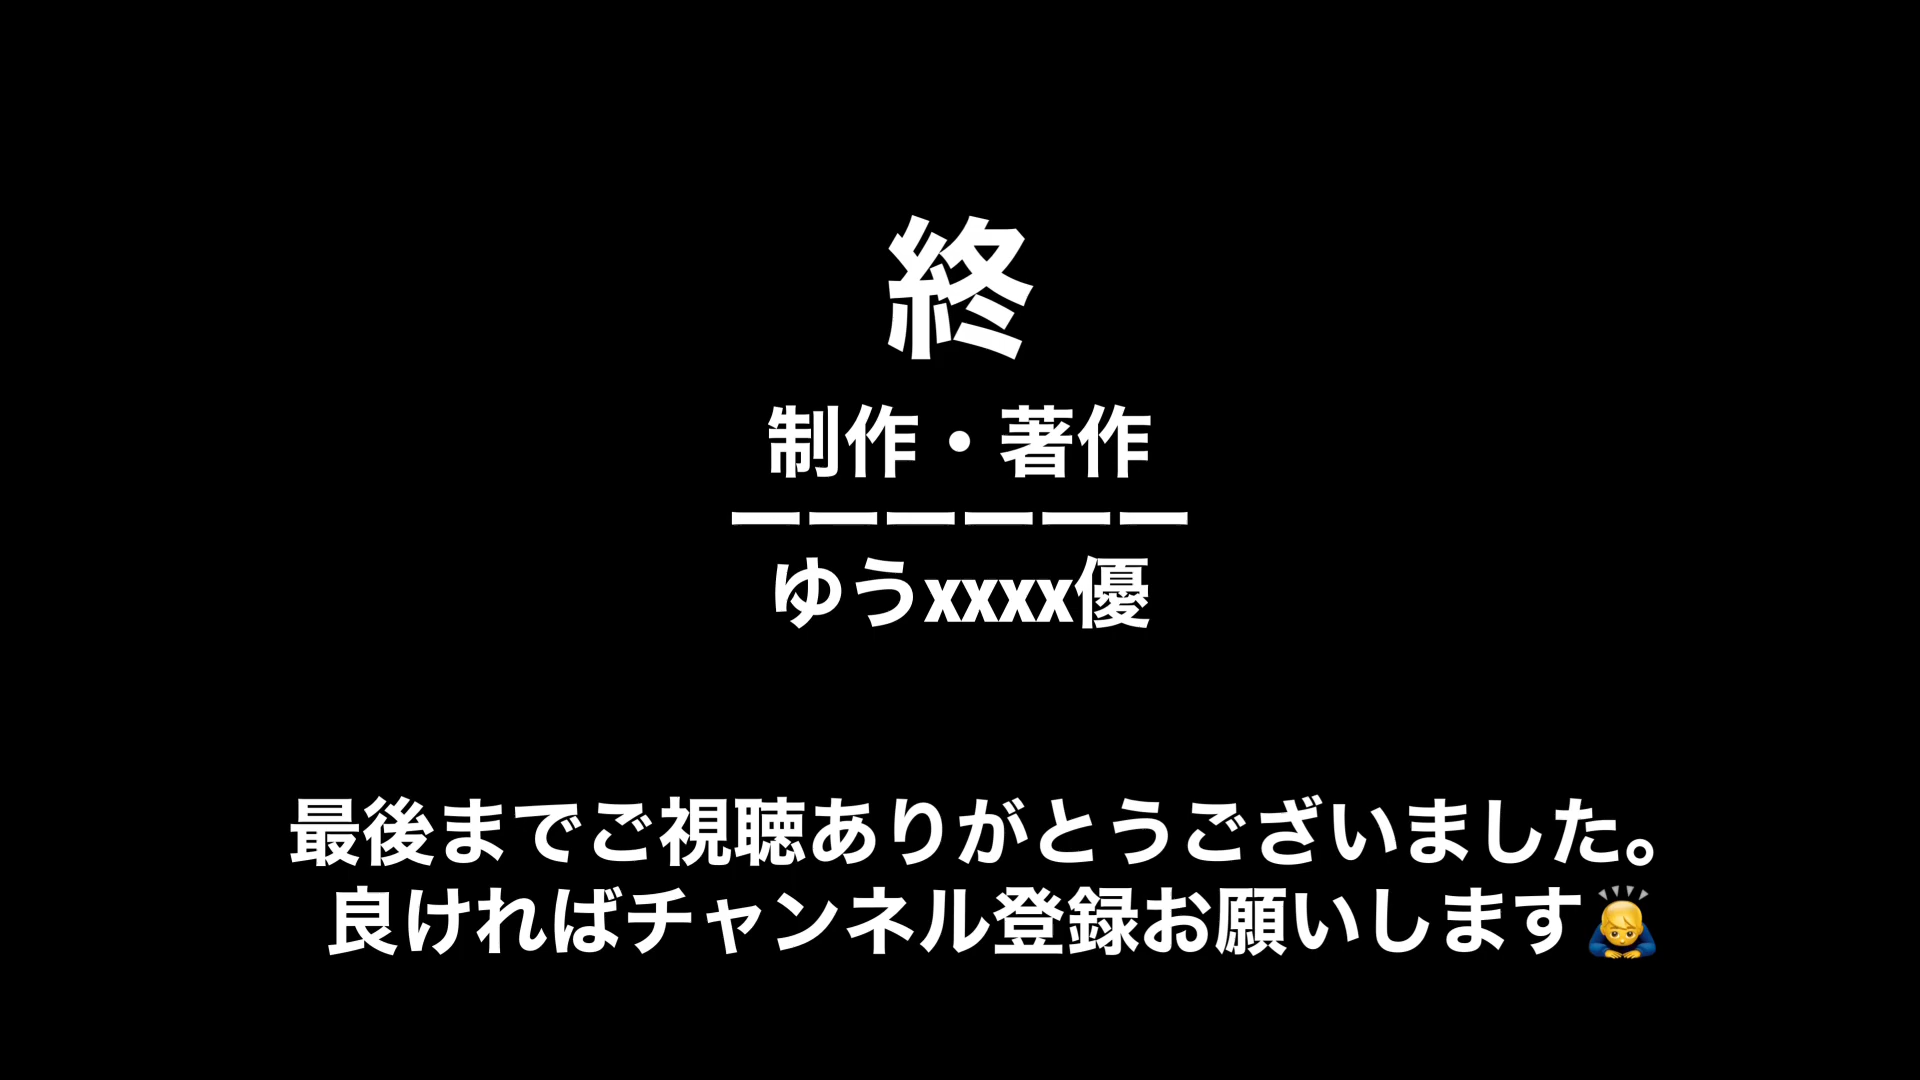 終
制作・著作
ーーーーーー
ゆうxxxx優
最後までご視聴ありがとうございました。
良ければチャンネル登録お願いします🙇